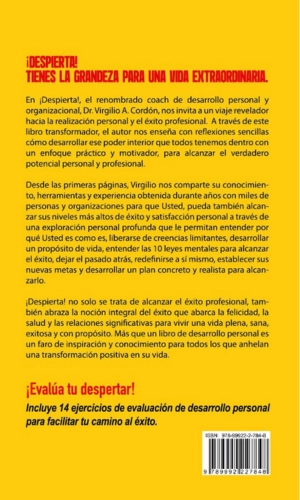 ¡DESPIERTA!
TIENES LA GRANDEZA PARA UNA VIDA EXTRAORDINARIA.
En ¡Despierta!, el renombrado coach de desarrollo personal y
organizacional, Dr. Virgilio A. Cordón, nos invita a un viaje revelador
hacia la realización personal y el éxito profesional. A través de este
libro transformador, el autor nos enseña con reflexiones sencillas
cómo desarrollar ese poder interior que todos tenemos dentro con
un enfoque práctico y motivador, para alcanzar el verdadero
potencial personal y profesional.
Desde las primeras páginas, Virgilio nos comparte su conocimien-
to, herramientas y experiencia obtenida durante años con miles de
personas y organizaciones para que Usted, pueda también alcan-
zar sus niveles más altos de éxito y satisfacción personal a través de
una exploración personal profunda que le permitan entender por
qué Usted es como es, liberarse de creencias limitantes, desarrollar
un propósito de vida, entender las 10 leyes mentales para alcanzar
el éxito, dejar el pasado atrás, redefinirse a sí mismo, establecer sus
nuevas metas y desarrollar un plan concreto y realista para alcan-
zarlo.
¡Despierta! no solo se trata de alcanzar el éxito profesional, tam-
bién abraza la noción integral del éxito que abarca la felicidad, la
salud y las relaciones significativas para vivir una vida plena, sana,
exitosa y con propósito. Más que un libro de desarrollo personal es
un faro de inspiración y conocimiento para todos los que anhelan
una transformación positiva en su vida.
¡Evalúa tu despertar!
Incluye 14 ejercicios de evaluación de desarrollo personal
para facilitar tu camino al éxito.
ISBN: 978-99922-2-784-8
9 789992 227848